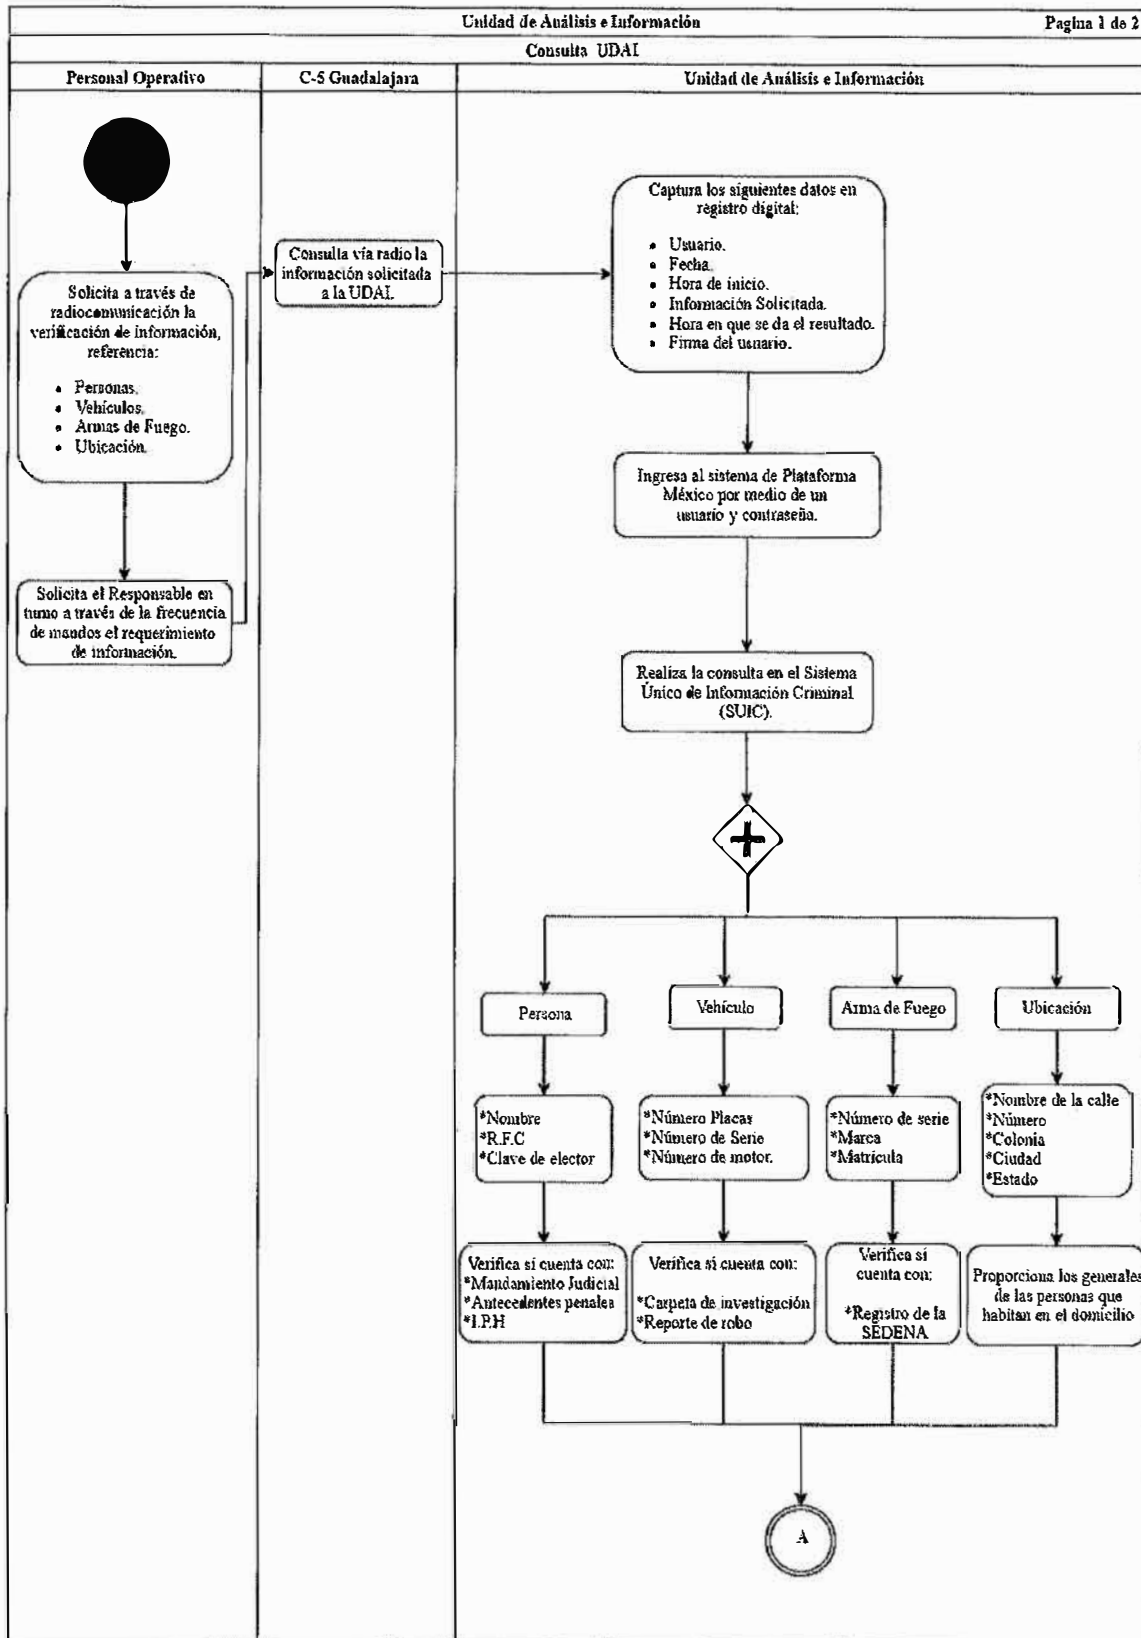 Unidad de Análisis e Información
Pagina 1 de 2
Consulta UDAI
Personal Operativo
C-5 Guadalajara
Unidad de Análisis e Información
Solicita a través de
radiocomunicación la
verificación de información,
referencia:
• Personas.
• Vehículos.
• Armas de Fuego.
• Ubicación.
Solicita el Responsable en
turno a través de la frecuencia
de mandos el requerimiento
de información.
Consulta vía radio la
información solicitada
a la UDAI.
Captura los siguientes datos en
registro digital:
• Usuario.
• Fecha.
• Hora de inicio.
• Información Solicitada.
• Hora en que se da el resultado.
• Firma del usuario.
Ingresa al sistema de Plataforma
México por medio de un
usuario y contraseña.
Realiza la consulta en el Sistema
Único de Información Criminal
(SUIC).
Persona
Vehículo
Arma de Fuego
Ubicación
*Nombre
*R.F.C
*Clave de elector
*Número Placas
*Número de Serie
*Número de motor.
*Número de serie
*Marca
*Matrícula
*Nombre de la calle
*Número
*Colonia
*Ciudad
*Estado
Verifica si cuenta con:
*Mandamiento Judicial
*Antecedentes penales
*I.P.H
Verifica si cuenta con:
*Carpeta de investigación
*Reporte de robo
Verifica si
cuenta con:
*Registro de la
SEDENA
Proporciona los generales
de las personas que
habitan en el domicilio
A